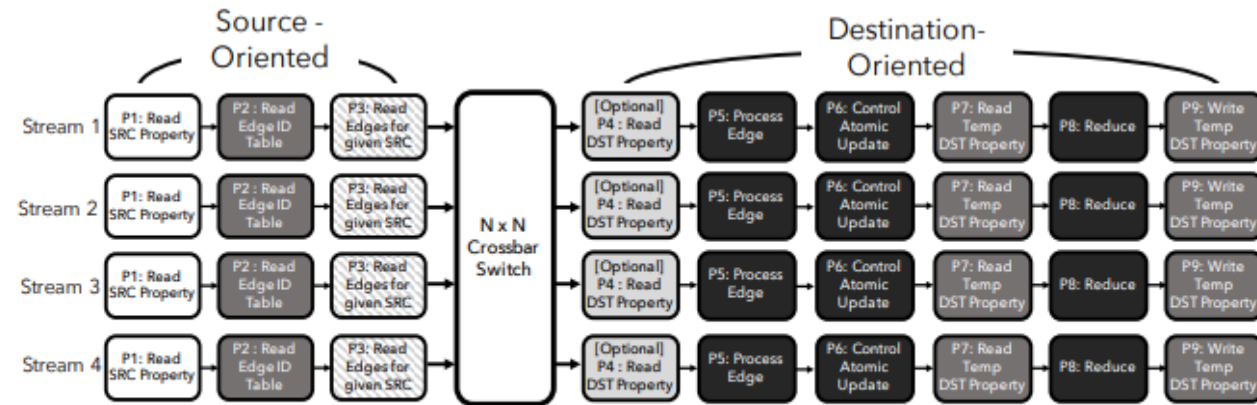 Source -
Oriented
Destination-
Oriented
Stream 1
P1: Read
SRC Property
P2 : Read
Edge ID
Table
P3: Read
Edges for
given SRC
N x N
Crossbar
Switch
[Optional]
P4 : Read
DST Property
P5: Process
Edge
P6: Control
Atomic
Update
P7: Read
Temp
DST Property
P8: Reduce
P9: Write
Temp
DST Property
Stream 2
P1: Read
SRC Property
P2 : Read
Edge ID
Table
P3: Read
Edges for
given SRC
[Optional]
P4 : Read
DST Property
P5: Process
Edge
P6: Control
Atomic
Update
P7: Read
Temp
DST Property
P8: Reduce
P9: Write
Temp
DST Property
Stream 3
P1: Read
SRC Property
P2 : Read
Edge ID
Table
P3: Read
Edges for
given SRC
[Optional]
P4 : Read
DST Property
P5: Process
Edge
P6: Control
Atomic
Update
P7: Read
Temp
DST Property
P8: Reduce
P9: Write
Temp
DST Property
Stream 4
P1: Read
SRC Property
P2 : Read
Edge ID
Table
P3: Read
Edges for
given SRC
[Optional]
P4 : Read
DST Property
P5: Process
Edge
P6: Control
Atomic
Update
P7: Read
Temp
DST Property
P8: Reduce
P9: Write
Temp
DST Property